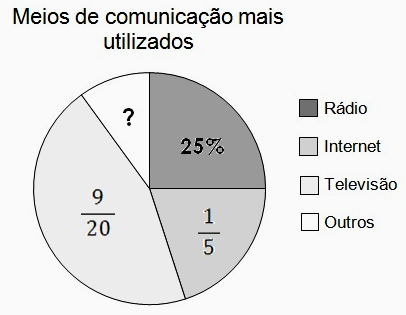 Meios de comunicação mais
utilizados
?
25%
Rádio
Internet
Televisão
Outros
9/20
1/5